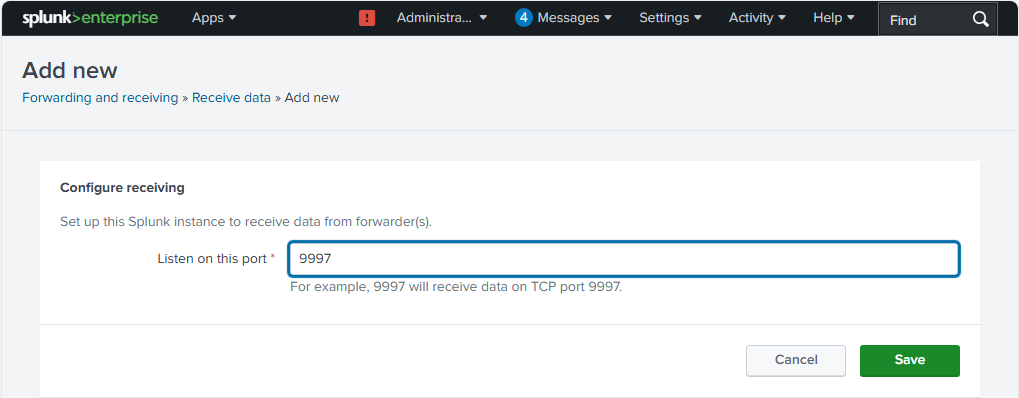 splunk>enterprise Apps ! Administra... 4 Messages Settings Activity Help Find
Add new
Forwarding and receiving » Receive data » Add new
Configure receiving
Set up this Splunk instance to receive data from forwarder(s).
Listen on this port * 9997
For example, 9997 will receive data on TCP port 9997.
Cancel Save